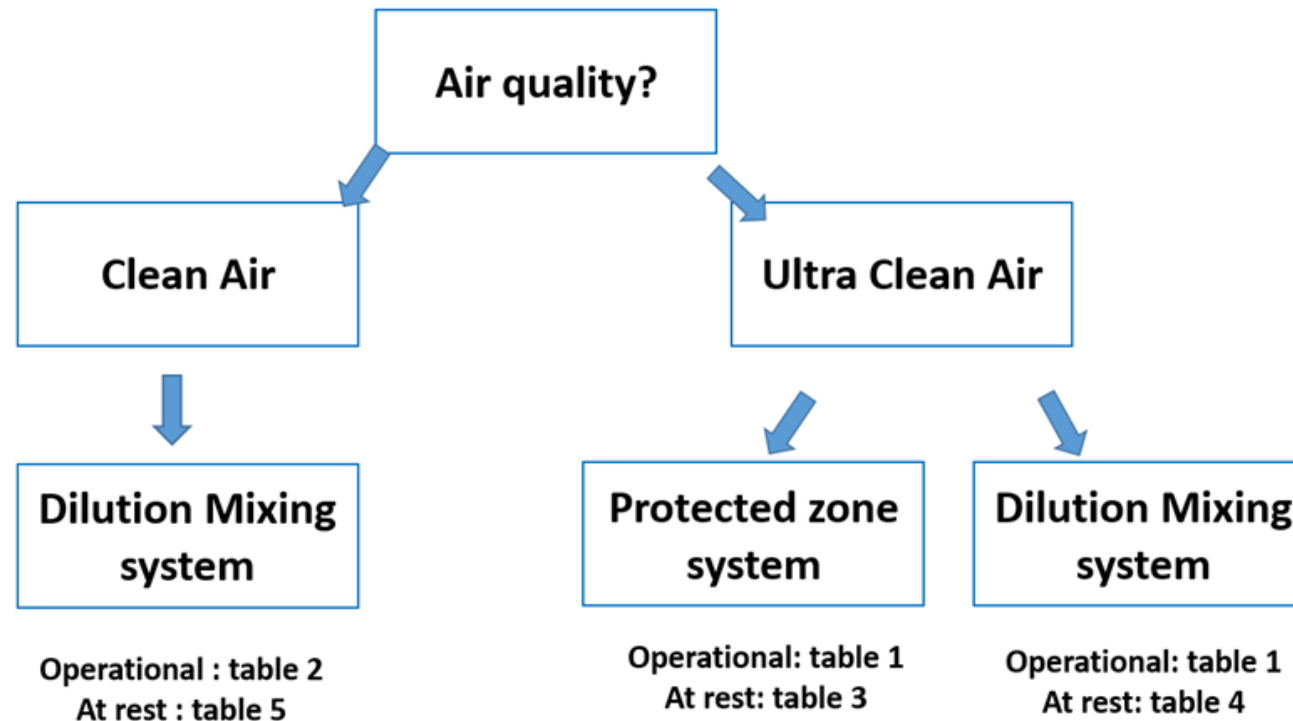 Air quality?
Clean Air
Ultra Clean Air
Dilution Mixing
system
Protected zone
system
Dilution Mixing
system
Operational : table 2
At rest : table 5
Operational: table 1
At rest: table 3
Operational: table 1
At rest: table 4